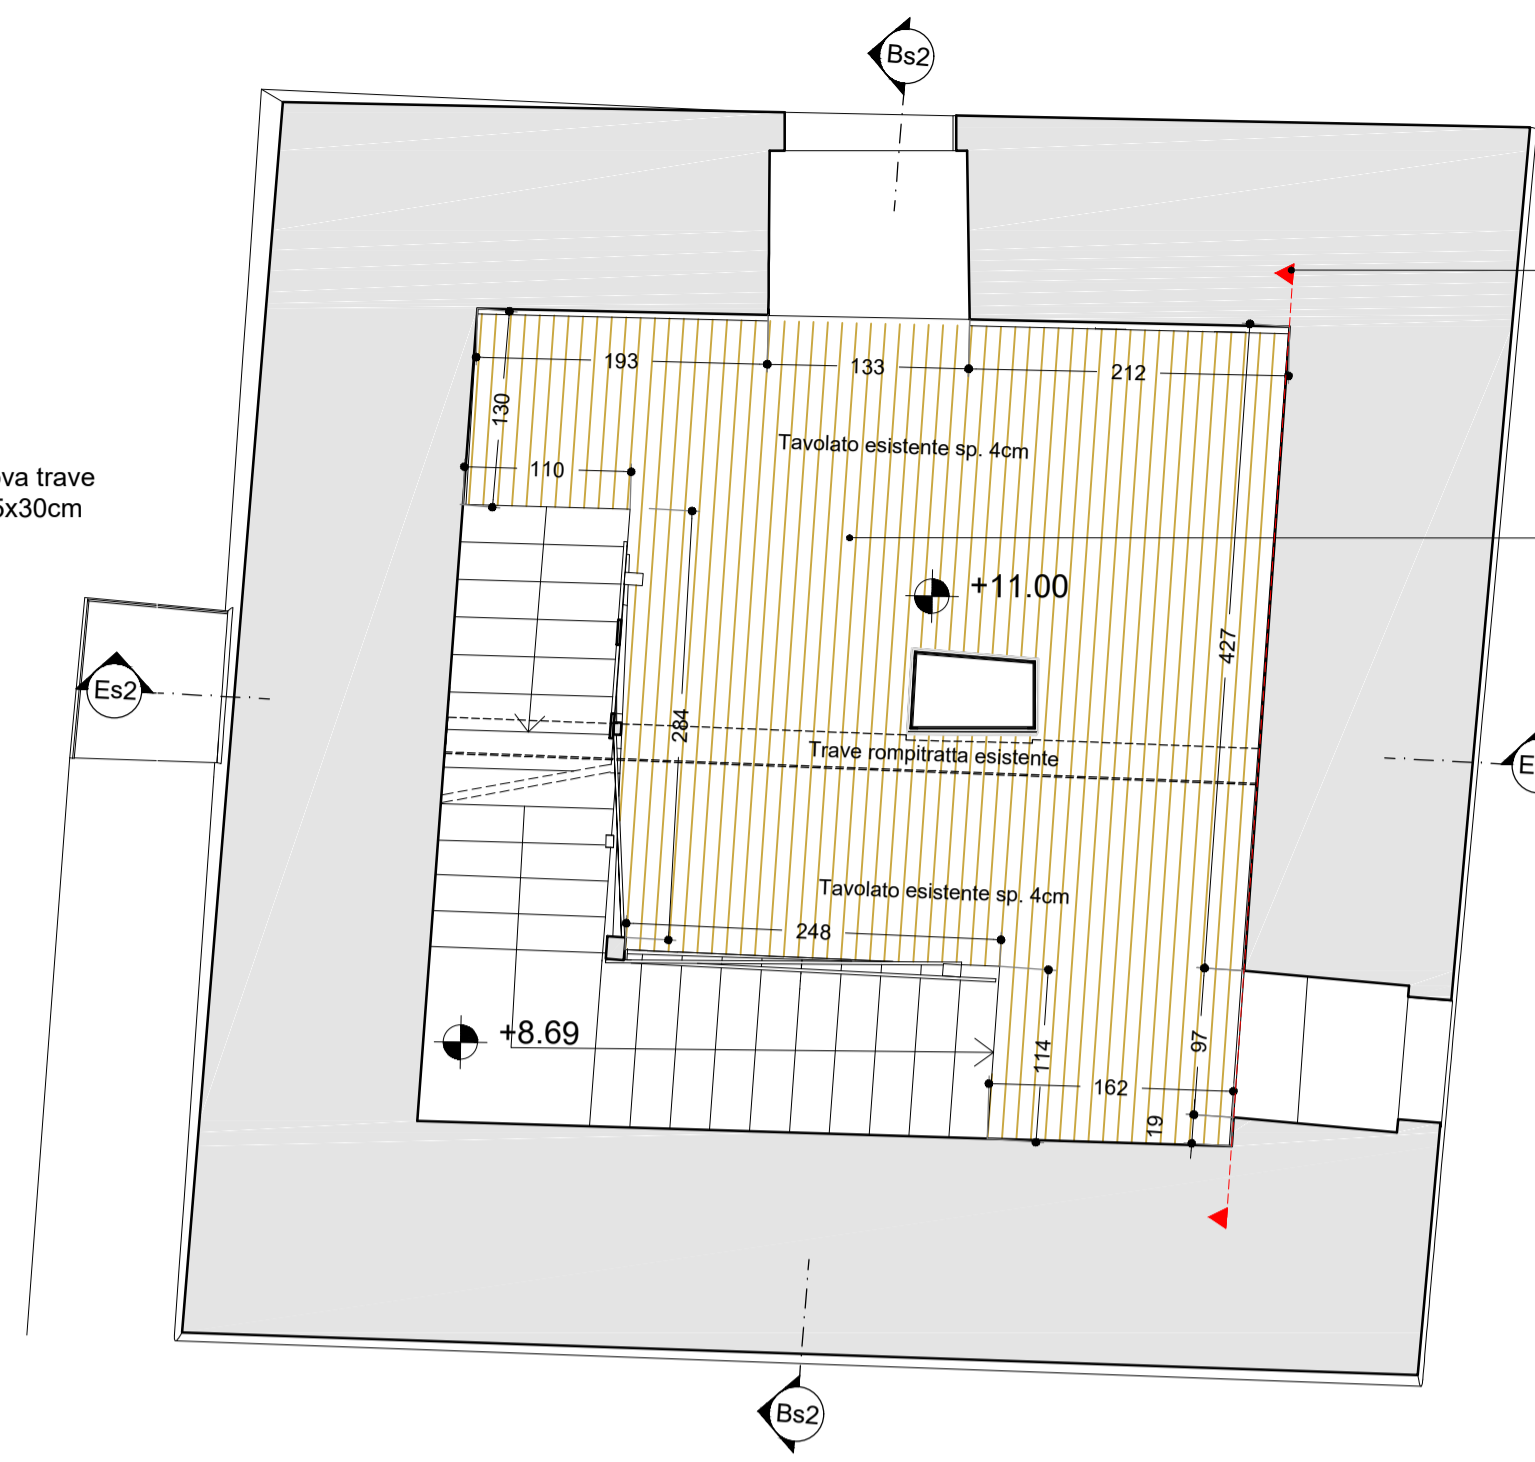 Bs2
193
133
212
130
Tavolato esistente sp. 4cm
110
va trave
5x30cm
+11.00
427
Es2
284
Trave rompitratta esistente
E
Tavolato esistente sp. 4cm
248
+8.69
114
97
162
19
Bs2